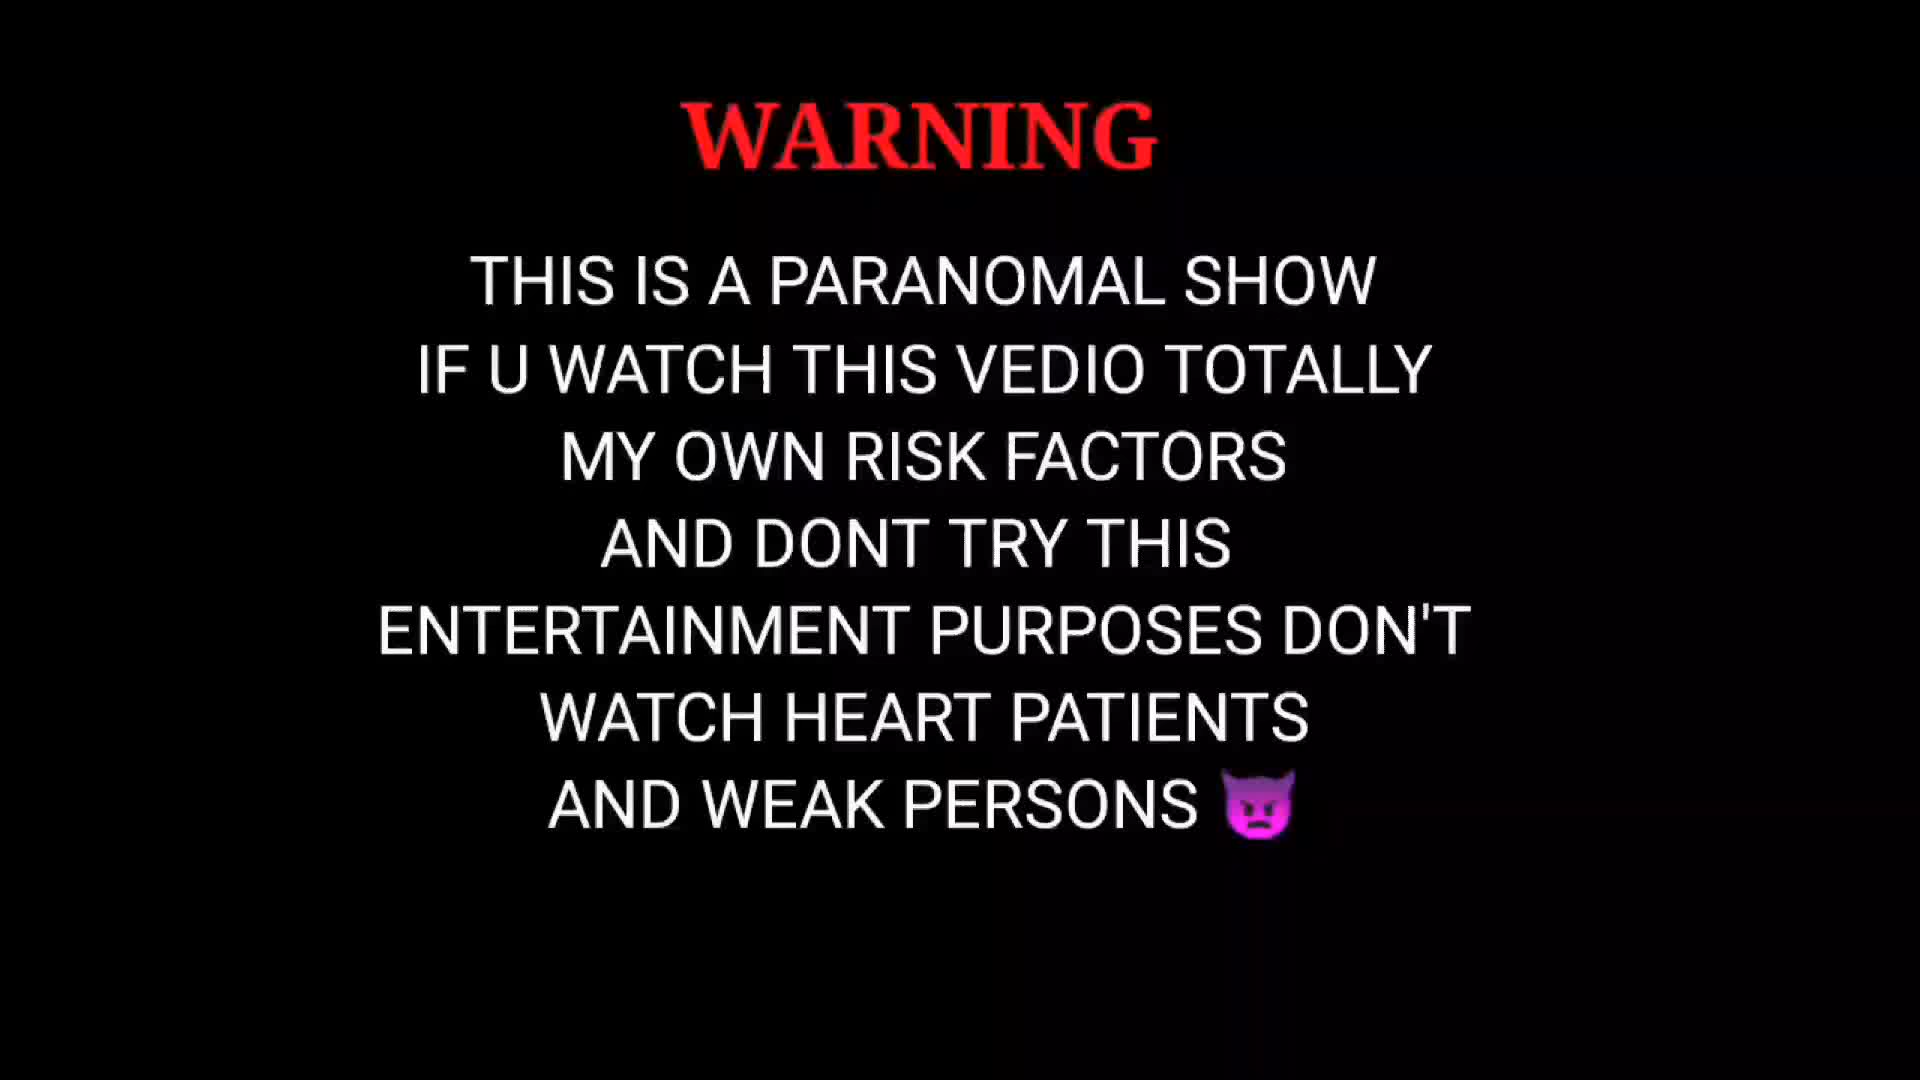 WARNING
THIS IS A PARANOMAL SHOW
IF U WATCH THIS VEDIO TOTALLY
MY OWN RISK FACTORS
AND DONT TRY THIS
ENTERTAINMENT PURPOSES DON'T
WATCH HEART PATIENTS
AND WEAK PERSONS 👿